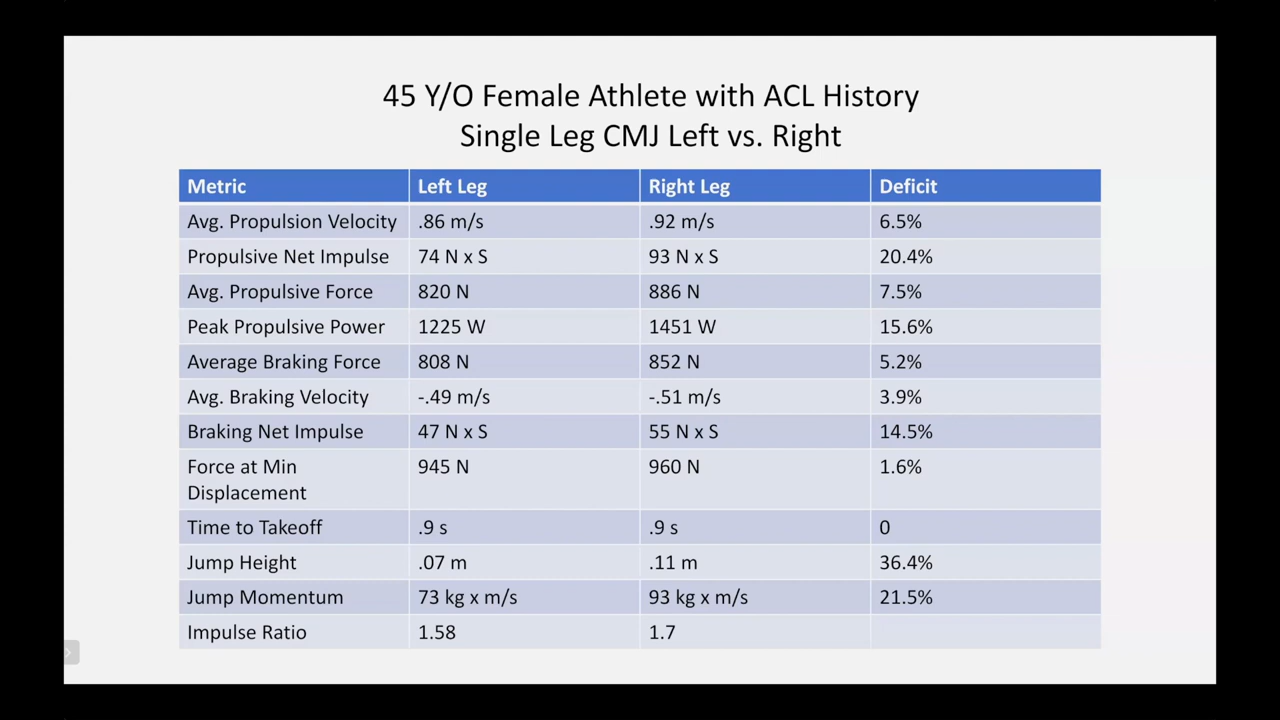 45 Y/O Female Athlete with ACL History
Single Leg CMJ Left vs. Right
Metric Left Leg Right Leg Deficit
Avg. Propulsion Velocity .86 m/s .92 m/s 6.5%
Propulsive Net Impulse 74 N x S 93 N x S 20.4%
Avg. Propulsive Force 820 N 886 N 7.5%
Peak Propulsive Power 1225 W 1451 W 15.6%
Average Braking Force 808 N 852 N 5.2%
Avg. Braking Velocity -.49 m/s -.51 m/s 3.9%
Braking Net Impulse 47 N x S 55 N x S 14.5%
Force at Min 945 N 960 N 1.6%
Displacement
Time to Takeoff .9 s .9 s 0
Jump Height .07 m .11 m 36.4%
Jump Momentum 73 kg x m/s 93 kg x m/s 21.5%
Impulse Ratio 1.58 1.7